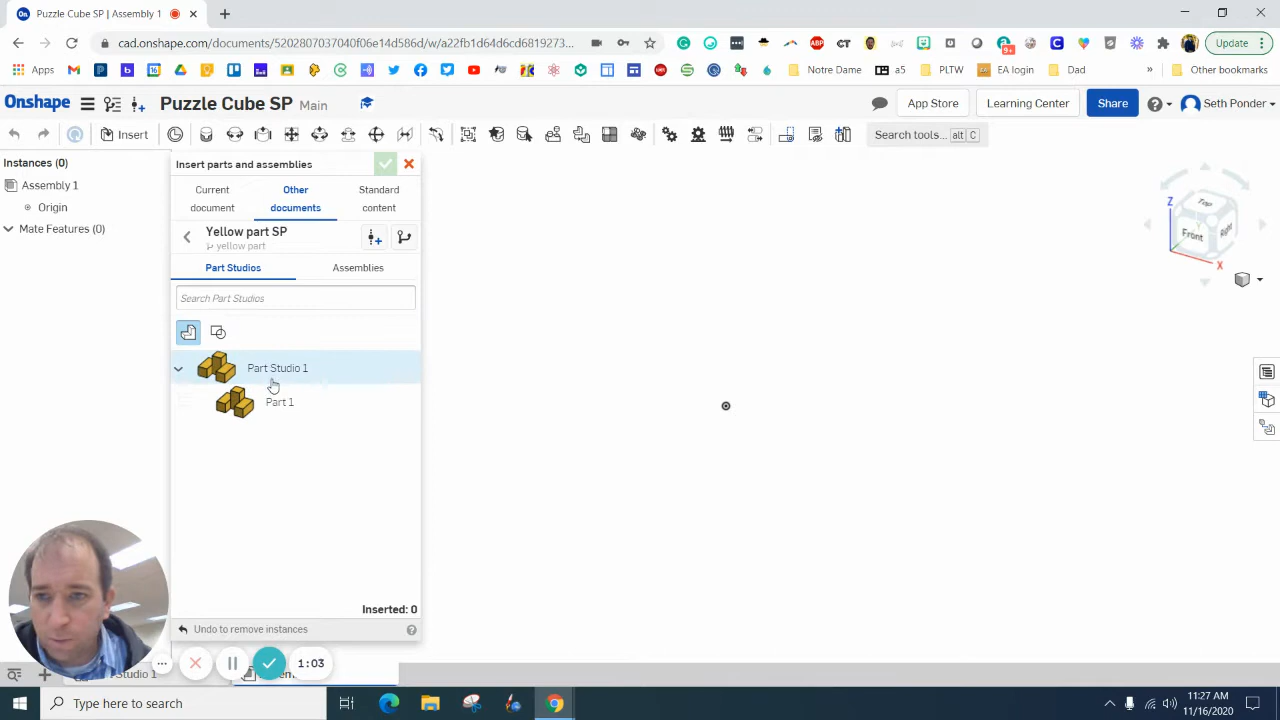 Puzzle Cube SP | Assembly 1
cad.onshape.com/documents/520260f03704f006e14d586d/w/a22fb1f4d6cd6819273...
Update
Apps
Notre Dame
a5
PLTW
EA login
Dad
»
Other bookmarks
Onshape
Puzzle Cube SP
Main
App Store
Learning Center
Share
Seth Ponder
Insert
Search tools...
alt
C
Instances (0)
Assembly 1
Origin
Mate Features (0)
Insert parts and assemblies
Current document
Other documents
Standard content
Yellow part SP
yellow part
Part Studios
Assemblies
Search Part Studios
Part Studio 1
Part 1
Inserted: 0
Undo to remove instances
Top
Front
Right
Z
X
1:03
Studio 1
Type here to search
11:27 AM
11/16/2020